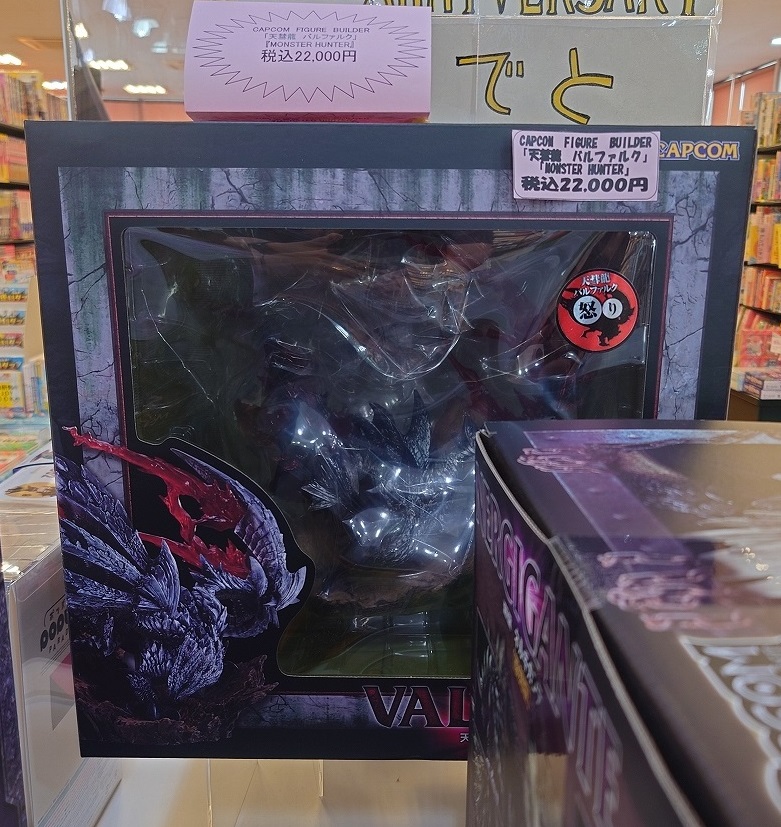 ANNIVERSARY
CAPCOM FIGURE BUILDER
「天彗龍 バルファルク」
『MONSTER HUNTER』
税込22,000円
でと
CAPCOM FIGURE BUILDER
「天彗龍 バルファルク」
「MONSTER HUNTER」
税込22,000円
CAPCOM
天彗龍
バルファルク
怒り
VAL
天
NERGIGANTE